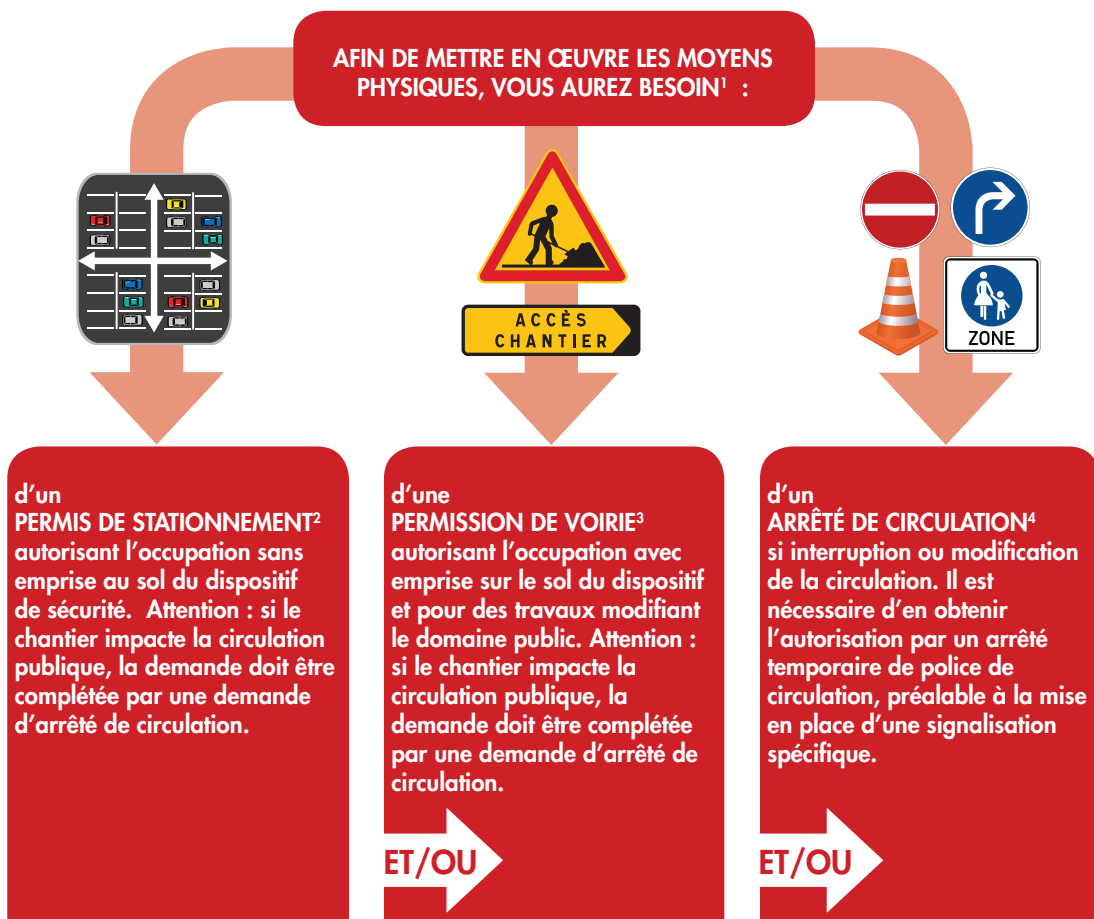 AFIN DE METTRE EN ŒUVRE LES MOYENS
PHYSIQUES, VOUS AUREZ BESOIN¹ :
ACCÈS
CHANTIER
ZONE
d'un
PERMIS DE STATIONNEMENT²
autorisant l'occupation sans
emprise au sol du dispositif
de sécurité. Attention : si le
chantier impacte la circulation
publique, la demande doit être
complétée par une demande
d'arrêté de circulation.
d'une
PERMISSION DE VOIRIE³
autorisant l'occupation avec
emprise sur le sol du dispositif
et pour des travaux modifiant
le domaine public. Attention :
si le chantier impacte la
circulation publique, la
demande doit être complétée
par une demande d'arrêté de
circulation.
ET/OU
d'un
ARRÊTÉ DE CIRCULATION⁴
si interruption ou modification
de la circulation. Il est
nécessaire d'en obtenir
l'autorisation par un arrêté
temporaire de police de
circulation, préalable à la mise
en place d'une signalisation
spécifique.
ET/OU